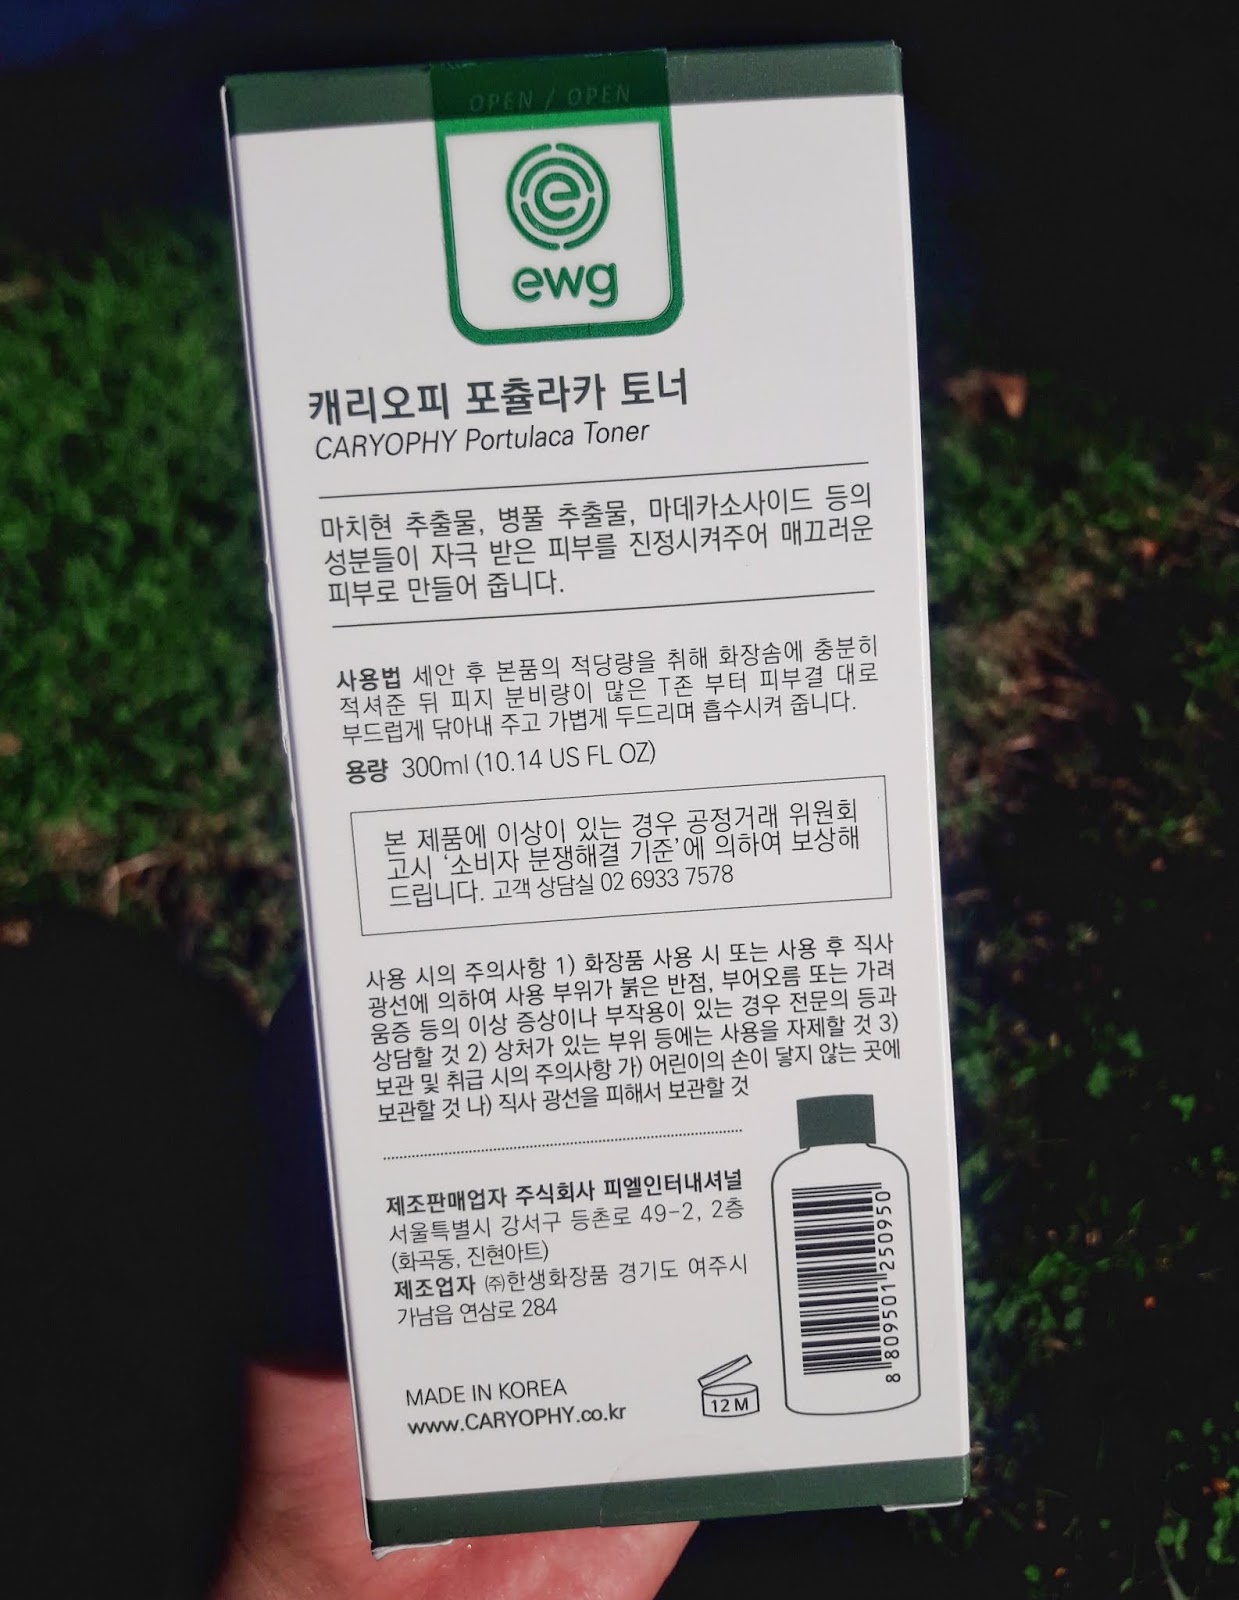 OPEN / OPEN
e
ewg
캐리오피 포츌라카 토너
CARYOPHY Portulaca Toner
마치현 추출물, 병풀 추출물, 마데카소사이드 등의
성분들이 자극 받은 피부를 진정시켜주어 매끄러운
피부로 만들어 줍니다.
사용법 세안 후 본품의 적당량을 취해 화장솜에 충분히
적셔준 뒤 피지 분비량이 많은 T존 부터 피부결 대로
부드럽게 닦아내 주고 가볍게 두드리며 흡수시켜 줍니다.
용량 300ml (10.14 US FL OZ)
본 제품에 이상이 있는 경우 공정거래 위원회
고시 ‘소비자 분쟁해결 기준’에 의하여 보상해
드립니다. 고객 상담실 02 6933 7578
사용 시의 주의사항 1) 화장품 사용 시 또는 사용 후 직사
광선에 의하여 사용 부위가 붉은 반점, 부어오름 또는 가려
움증 등의 이상 증상이나 부작용이 있는 경우 전문의 등과
상담할 것 2) 상처가 있는 부위 등에는 사용을 자제할 것 3)
보관 및 취급 시의 주의사항 가) 어린이의 손이 닿지 않는 곳에
보관할 것 나) 직사 광선을 피해서 보관할 것
제조판매업자 주식회사 피엘인터내셔널
서울특별시 강서구 등촌로 49-2, 2층
(화곡동, 진현아트)
제조업자 ㈜한생화장품 경기도 여주시
가남읍 연삼로 284
MADE IN KOREA
www.CARYOPHY.co.kr
12 M
8 809501 250950